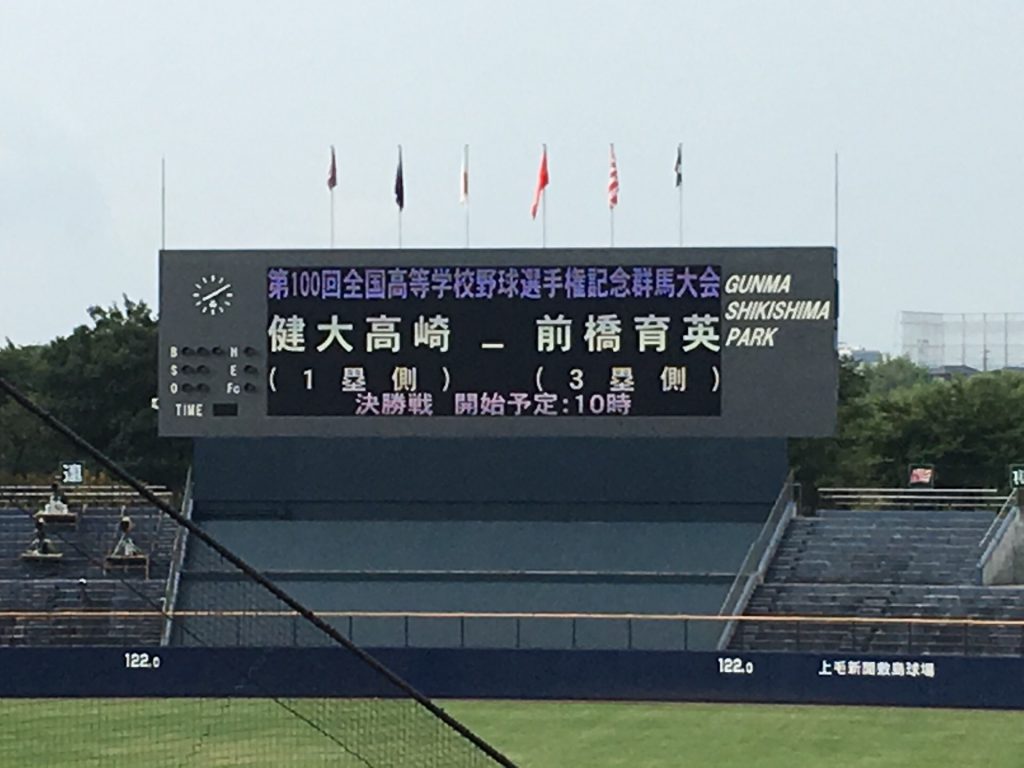 第100回全国高等学校野球選手権記念群馬大会
健大高崎 － 前橋育英
(1塁側) (3塁側)
決勝戦 開始予定:10時
GUNMA
SHIKISHIMA
PARK
B H
S E
O Fc
TIME
122.0
122.0
上毛新聞敷島球場